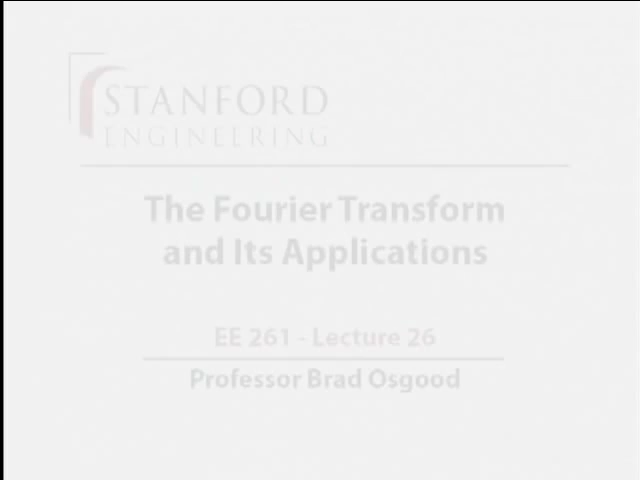 STANFORD
ENGINEERING
The Fourier Transform
and Its Applications
EE 261 - Lecture 26
Professor Brad Osgood